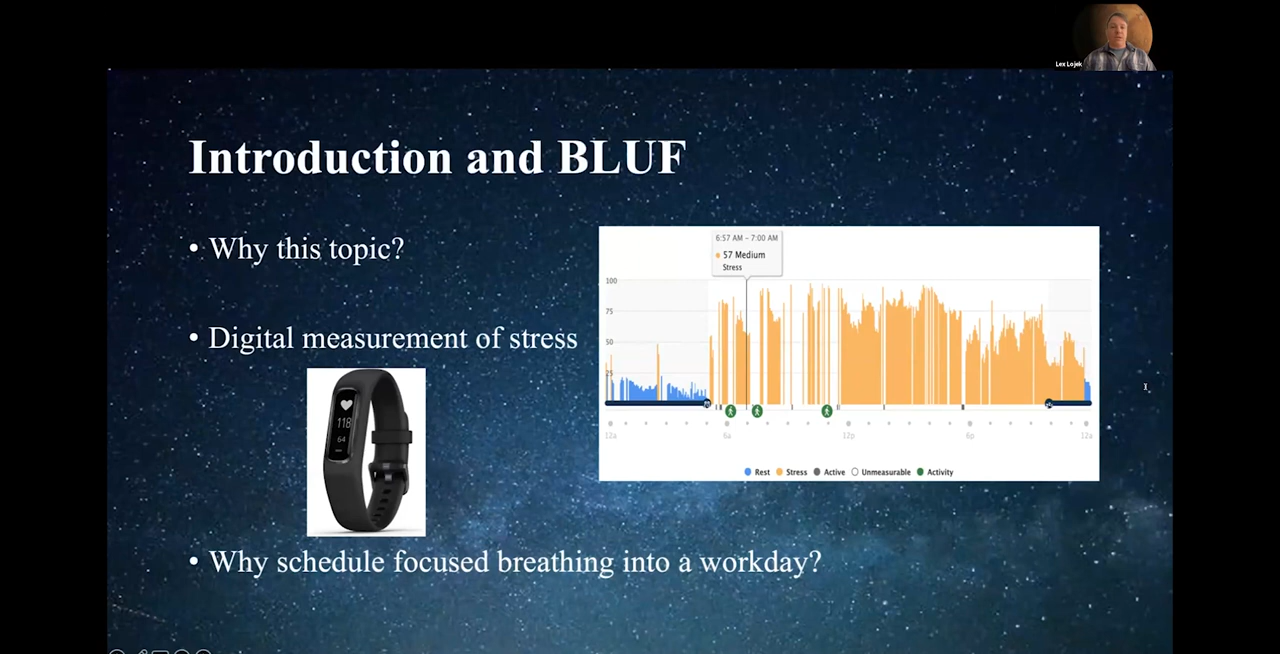 Lex Lojek
Introduction and BLUF
• Why this topic?
• Digital measurement of stress
118
64
6:57 AM - 7:00 AM
57 Medium
Stress
100
75
50
25
12a
6a
12p
6p
12a
Rest
Stress
Active
Unmeasurable
Activity
• Why schedule focused breathing into a workday?